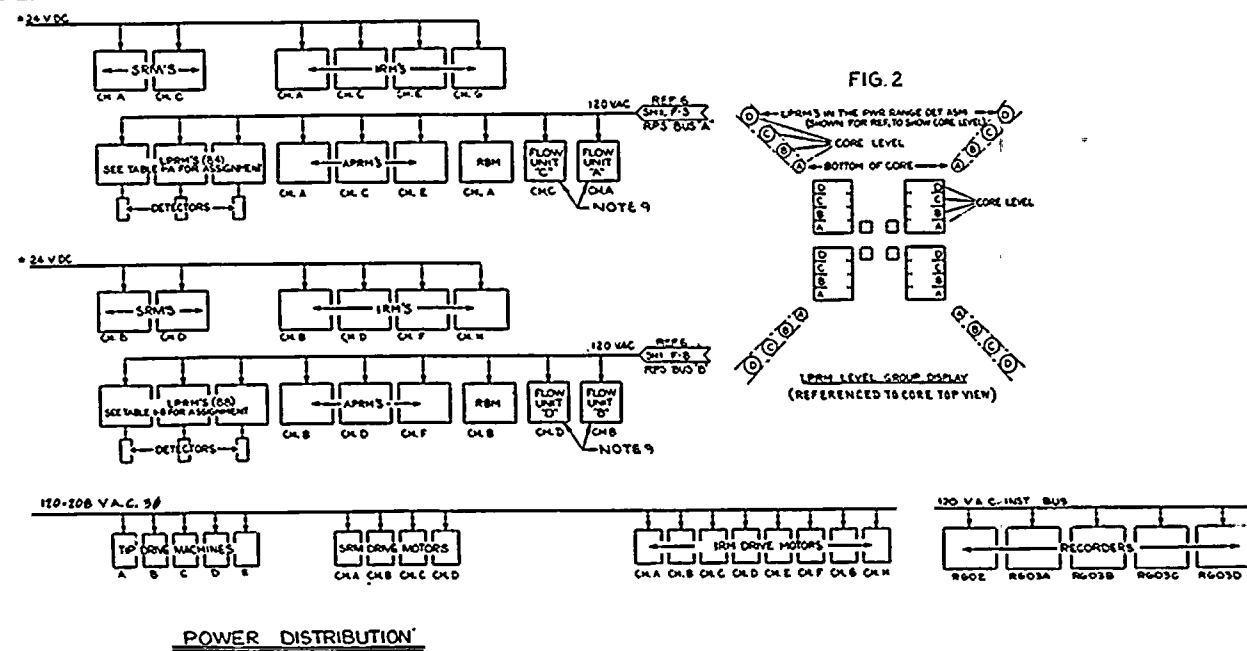 * 24 V DC
SRM'S
CH. A CH. C
IRM'S
CH. A CH. C CH. E CH. G
120 VAC
REF. 6
RPS BUS "A"
LPRM'S (84)
SEE TABLE FOR ASSIGNMENT
DETECTORS
APRM'S
CH. A CH. C CH. E
RBM
CH. A
FLOW UNIT "C"
CH. C
FLOW UNIT "A"
CH. A
NOTE 9
* 24 V DC
SRM'S
CH. B CH. D
IRM'S
CH. B CH. D CH. F CH. H
120 VAC
REF 6
RPS BUS "B"
LPRM'S (88)
SEE TABLE FOR ASSIGNMENT
DETECTORS
APRM'S
CH. B CH. D CH. F
RBM
CH. B
FLOW UNIT "D"
CH. D
FLOW UNIT "B"
CH B
NOTE 9
FIG. 2
LPRM'S IN THE PWR RANGE DET ASM
(SHOWN FOR REF, TO SHOW CORE LEVEL)
D D
C C
B B
A A
CORE LEVEL
BOTTOM OF CORE
D D
C C
B B
A A
CORE LEVEL
D D
C C
B B
A A
A A
B B
C C
D D
LPRM LEVEL GROUP DISPLAY
(REFERENCED TO CORE TOP VIEW)
120-208 V A.C. 3Ø
TIP DRIVE MACHINES
A B C D E
SRM DRIVE MOTORS
CH. A CH. B CH. C CH. D
IRM DRIVE MOTORS
CH. A CH. B CH. C CH. D CH. E CH. F CH. G CH. H
120 V A.C. INST BUS
RECORDERS
R602 R603A R603B R603C R603D
POWER DISTRIBUTION